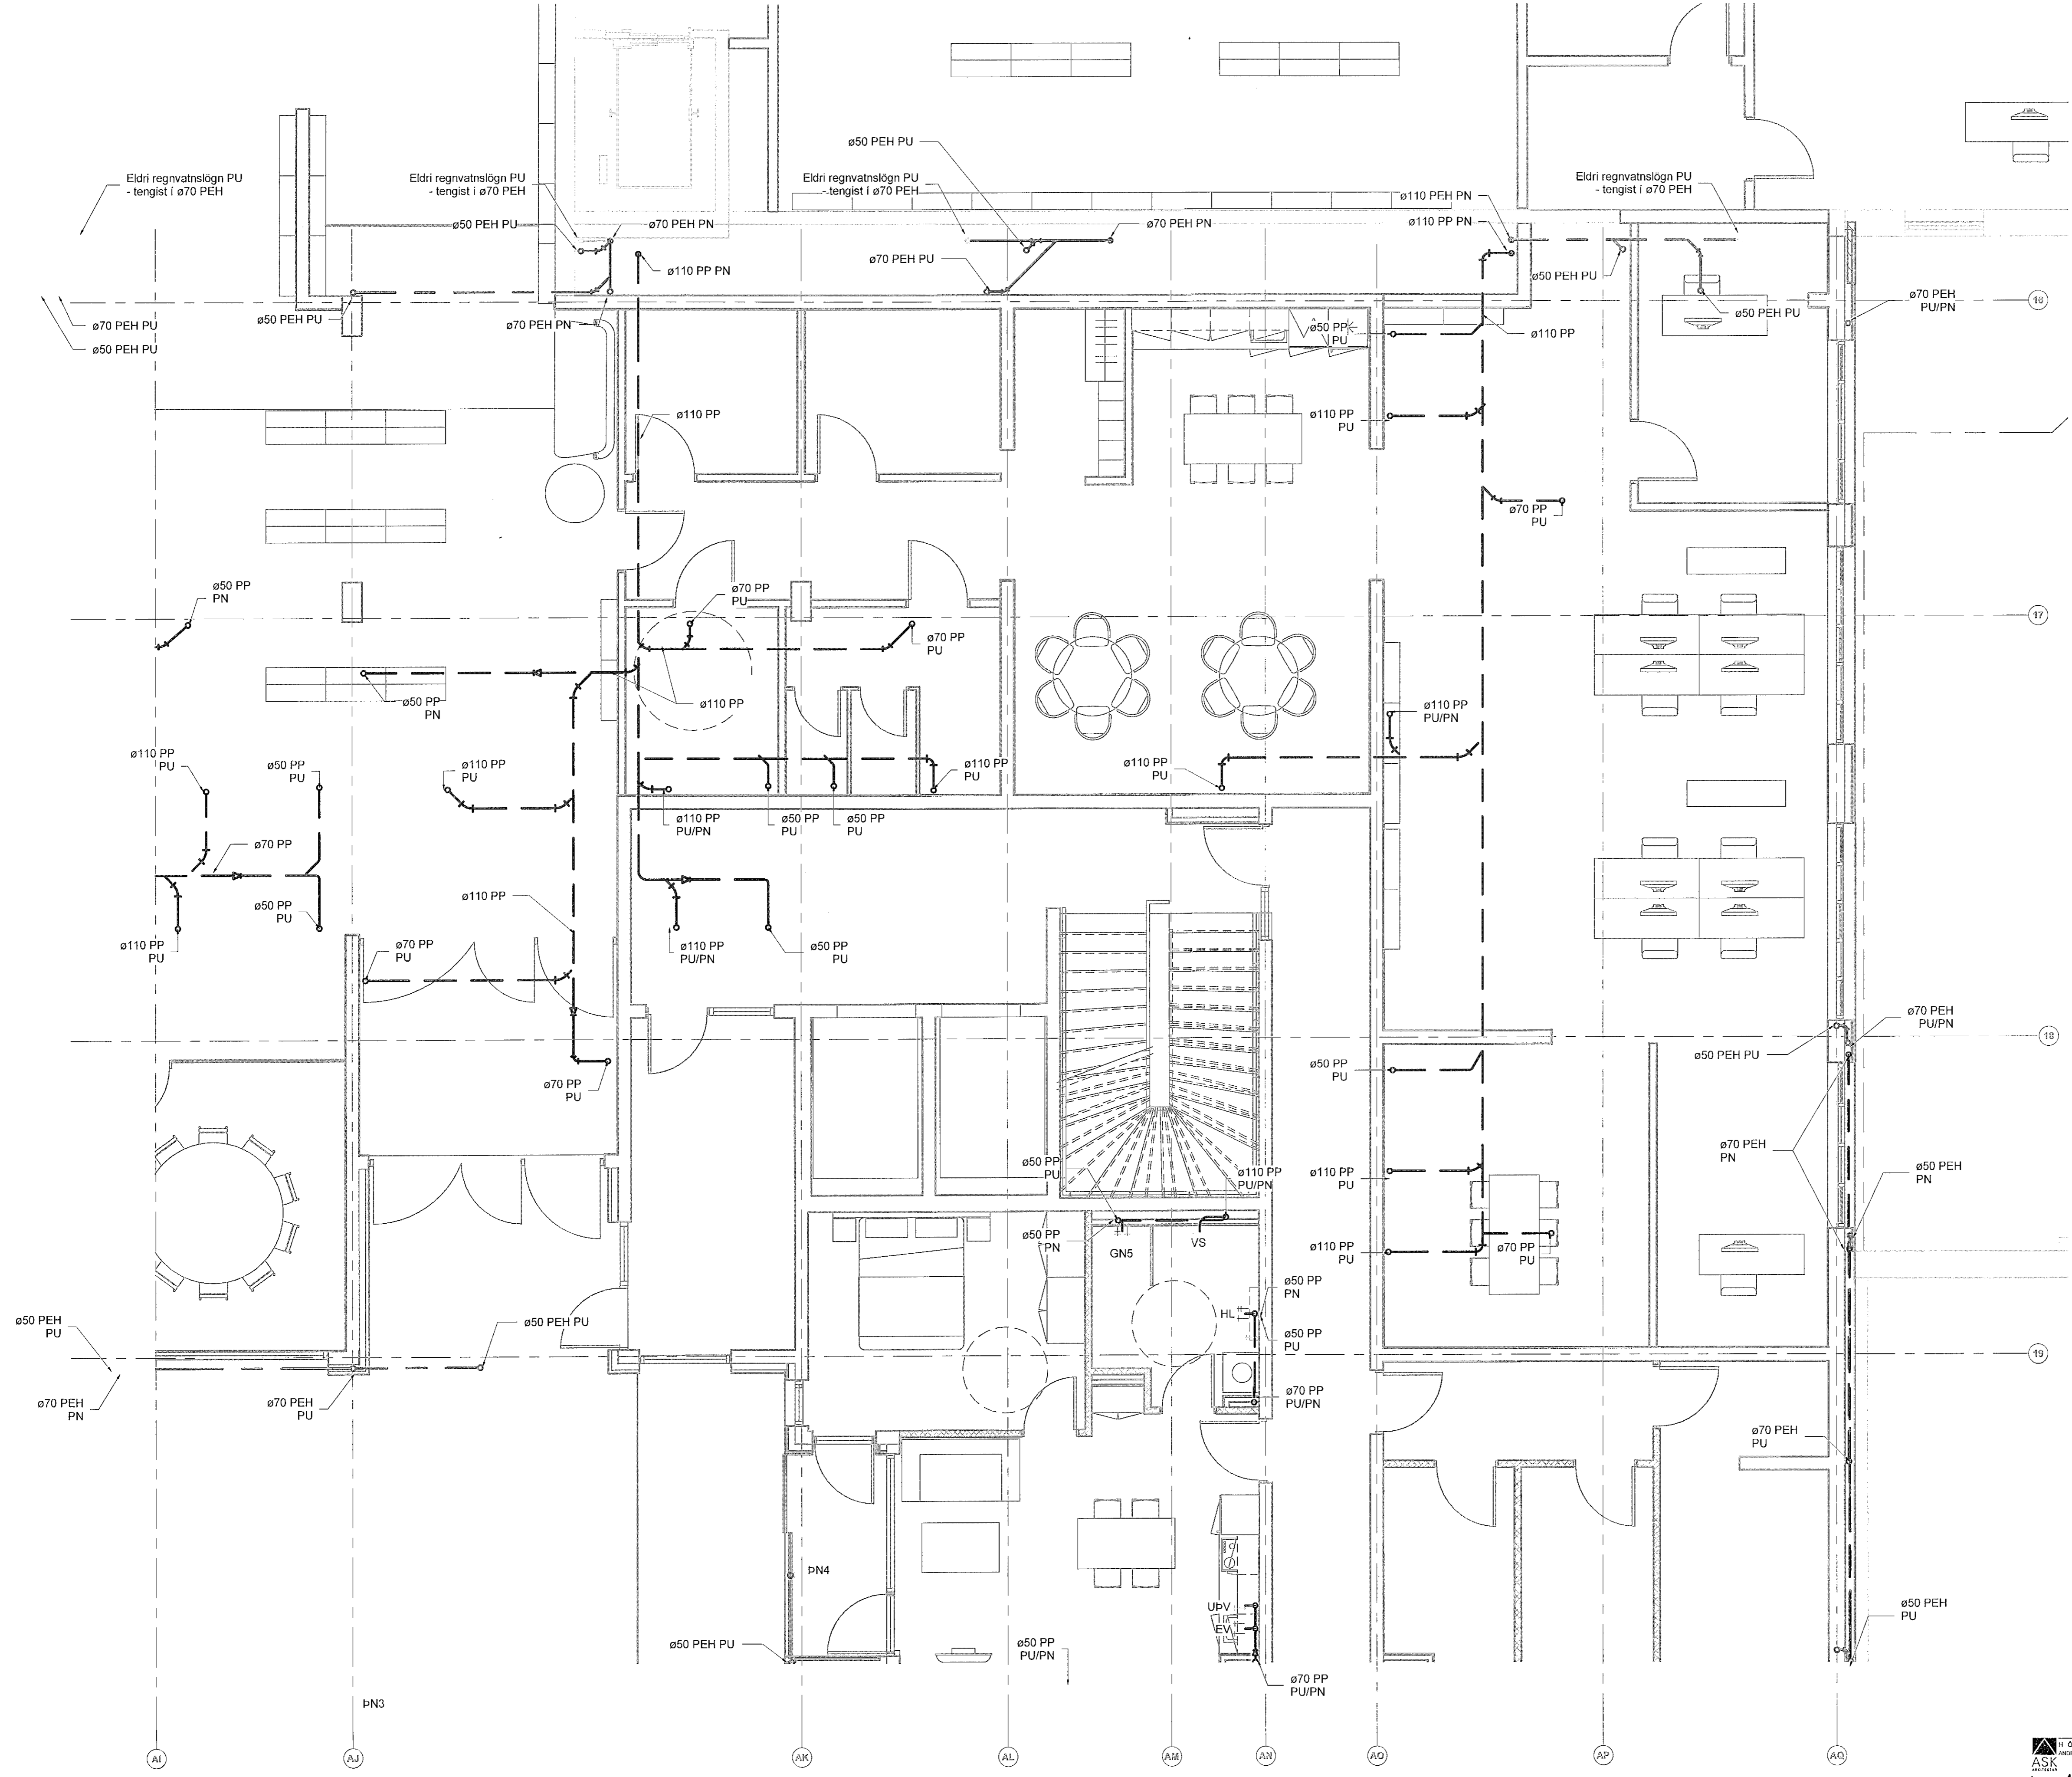 ø50 PEH PU
Eldri regnvatnslögn PU
- tengist í ø70 PEH
Eldri regnvatnslögn PU
- tengist í ø70 PEH
Eldri regnvatnslögn PU
- tengist í ø70 PEH
Eldri regnvatnslögn PU
- tengist í ø70 PEH
ø110 PEH PN
ø50 PEH PU
ø70 PEH PN
ø70 PEH PN
ø110 PP PN
ø70 PEH PU
ø110 PP PN
ø50 PEH PU
ø70 PEH
PU/PN
16
ø70 PEH PU
ø50 PEH PU
ø50 PEH PU
ø70 PEH PN
ø50 PP
PU
ø110 PP
ø50 PEH PU
ø110 PP
ø110 PP
PU
ø70 PP
PU
ø50 PP
PN
ø70 PP
PU
17
ø70 PP
PU
ø50 PP
PN
ø110 PP
ø110 PP
PU/PN
ø110 PP
PU
ø50 PP
PU
ø110 PP
PU
ø110 PP
PU
ø110 PP
PU
ø110 PP
PU/PN
ø50 PP
PU
ø50 PP
PU
ø70 PP
ø50 PP
PU
ø110 PP
ø110 PP
PU
ø70 PP
PU
ø110 PP
PU/PN
ø50 PP
PU
ø70 PEH
PU/PN
18
ø50 PEH PU
ø70 PP
PU
ø50 PP
PU
ø70 PEH
PN
ø50 PEH
PN
ø50 PP
PU
ø110 PP
PU/PN
ø110 PP
PU
ø50 PP
PN
GN5
VS
ø110 PP
PU
ø70 PP
PU
ø50 PP
PN
HL
ø50 PEH
PU
ø50 PEH PU
ø50 PP
PU
19
ø70 PEH
PN
ø70 PEH
PU
ø70 PP
PU/PN
ø70 PEH
PU
ÞN4
UÞV
EV
ø50 PEH
PU
ø50 PEH PU
ø50 PP
PU/PN
ø70 PP
PU/PN
ÞN3
AI
AJ
AK
AL
AM
AN
AO
AP
AQ
ASK
ARKITEKTAR